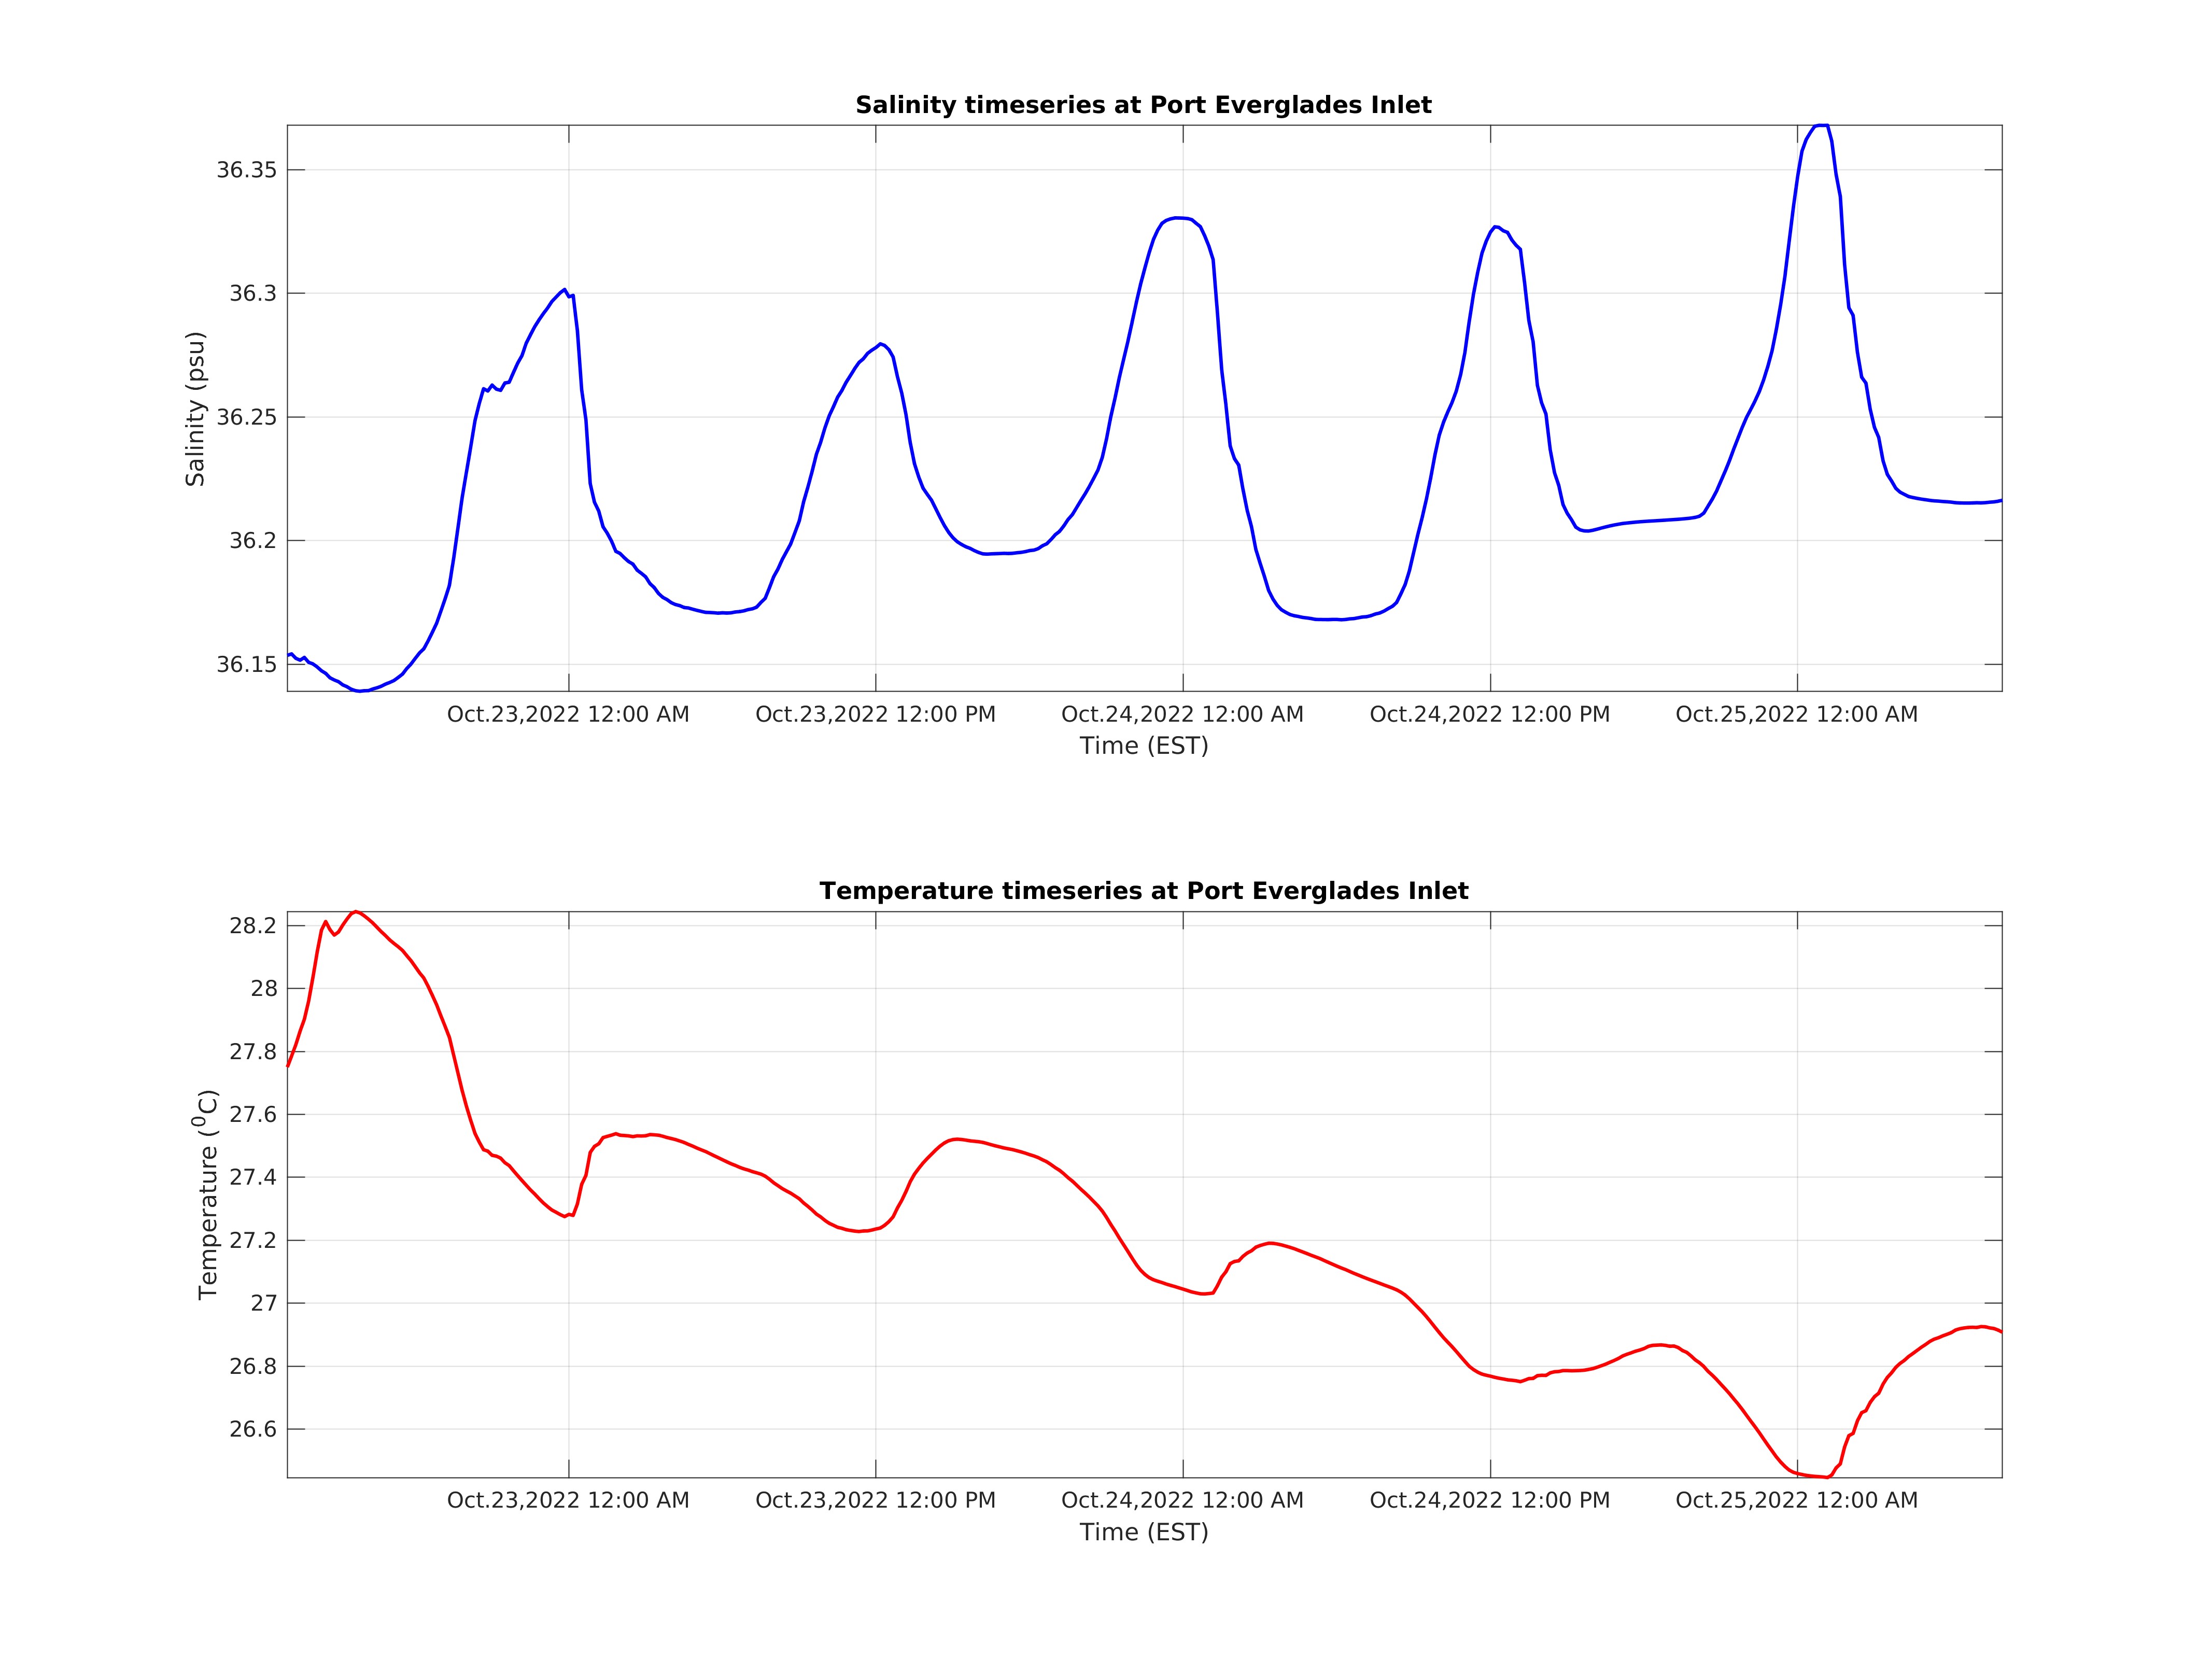 Salinity timeseries at Port Everglades Inlet
36.35
36.3
36.25
36.2
36.15
Salinity (psu)
Oct.23,2022 12:00 AM
Oct.23,2022 12:00 PM
Oct.24,2022 12:00 AM
Oct.24,2022 12:00 PM
Oct.25,2022 12:00 AM
Time (EST)
Temperature timeseries at Port Everglades Inlet
28.2
28
27.8
27.6
27.4
27.2
27
26.8
26.6
Temperature (⁰C)
Oct.23,2022 12:00 AM
Oct.23,2022 12:00 PM
Oct.24,2022 12:00 AM
Oct.24,2022 12:00 PM
Oct.25,2022 12:00 AM
Time (EST)